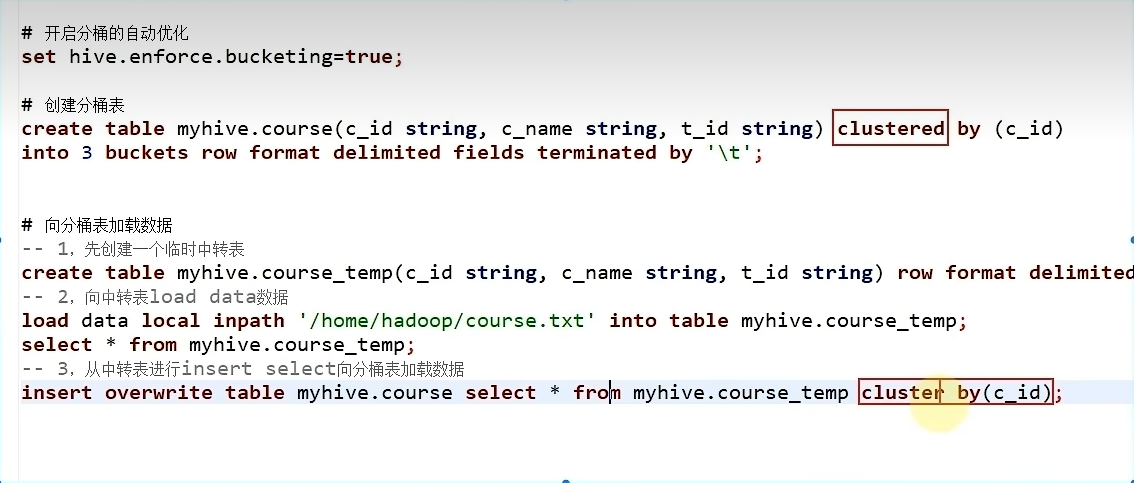 # 开启分桶的自动优化
set hive.enforce.bucketing=true;
# 创建分桶表
create table myhive.course(c_id string, c_name string, t_id string) clustered by (c_id)
into 3 buckets row format delimited fields terminated by '\t';
# 向分桶表加载数据
-- 1，先创建一个临时中转表
create table myhive.course_temp(c_id string, c_name string, t_id string) row format delimited
-- 2，向中转表load data数据
load data local inpath '/home/hadoop/course.txt' into table myhive.course_temp;
select * from myhive.course_temp;
-- 3，从中转表进行insert select向分桶表加载数据
insert overwrite table myhive.course select * from myhive.course_temp cluster by(c_id);